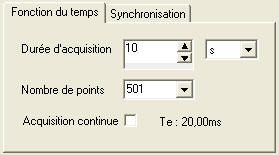 Fonction du temps Synchronisation
Durée d'acquisition 10 s
Nombre de points 501
Acquisition continue Te : 20,00ms